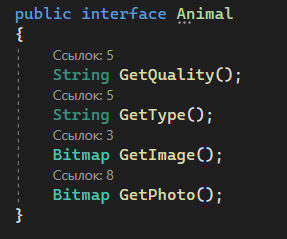 public interface Animal
{
Ссылок: 5
String GetQuality();
Ссылок: 5
String GetType();
Ссылок: 3
Bitmap GetImage();
Ссылок: 8
Bitmap GetPhoto();
}